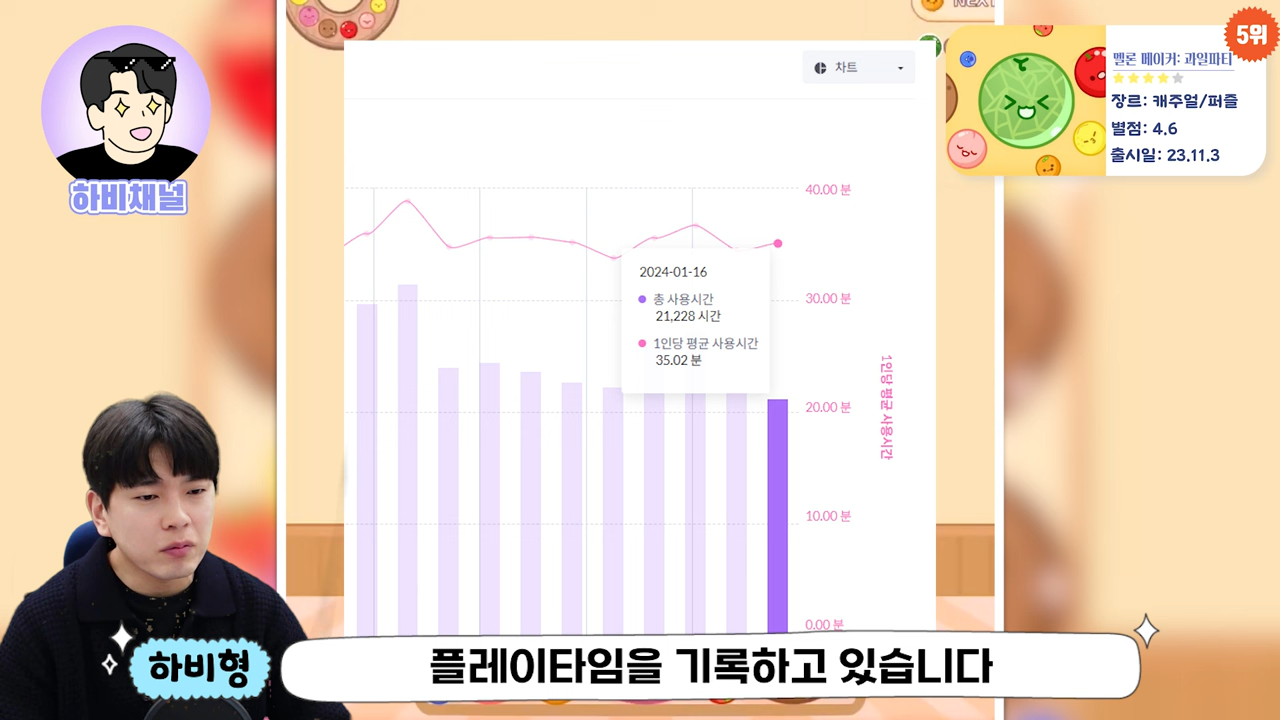 NEXT
5위
멜론 메이커: 과일파티
장르: 캐주얼/퍼즐
별점: 4.6
출시일: 23.11.3
하비채널
차트
40.00 분
30.00 분
20.00 분
10.00 분
0.00 분
1인당 평균 사용시간
2024-01-16
총 사용시간
21,228 시간
1인당 평균 사용시간
35.02 분
하비형
플레이타임을 기록하고 있습니다